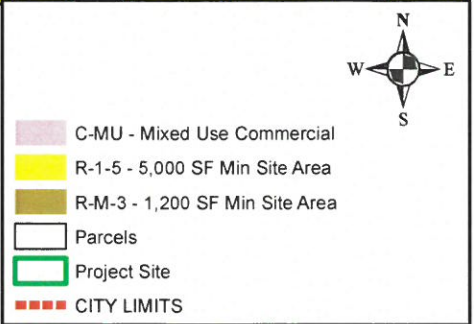 N
W E
S
C-MU - Mixed Use Commercial
R-1-5 - 5,000 SF Min Site Area
R-M-3 - 1,200 SF Min Site Area
Parcels
Project Site
CITY LIMITS